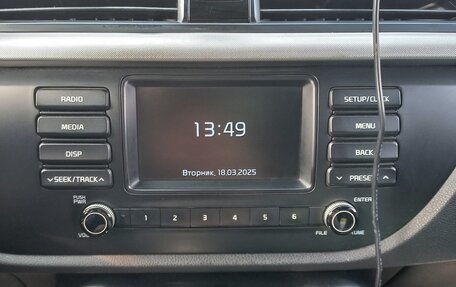 RADIO
MEDIA
DISP
SEEK/TRACK
PUSH
PWR
VOL
13:49
Вторник, 18.03.2025
1 2 3 4 5 6
SETUP/CLOCK
MENU
BACK
PRESET
ENTER
FILE TUNE